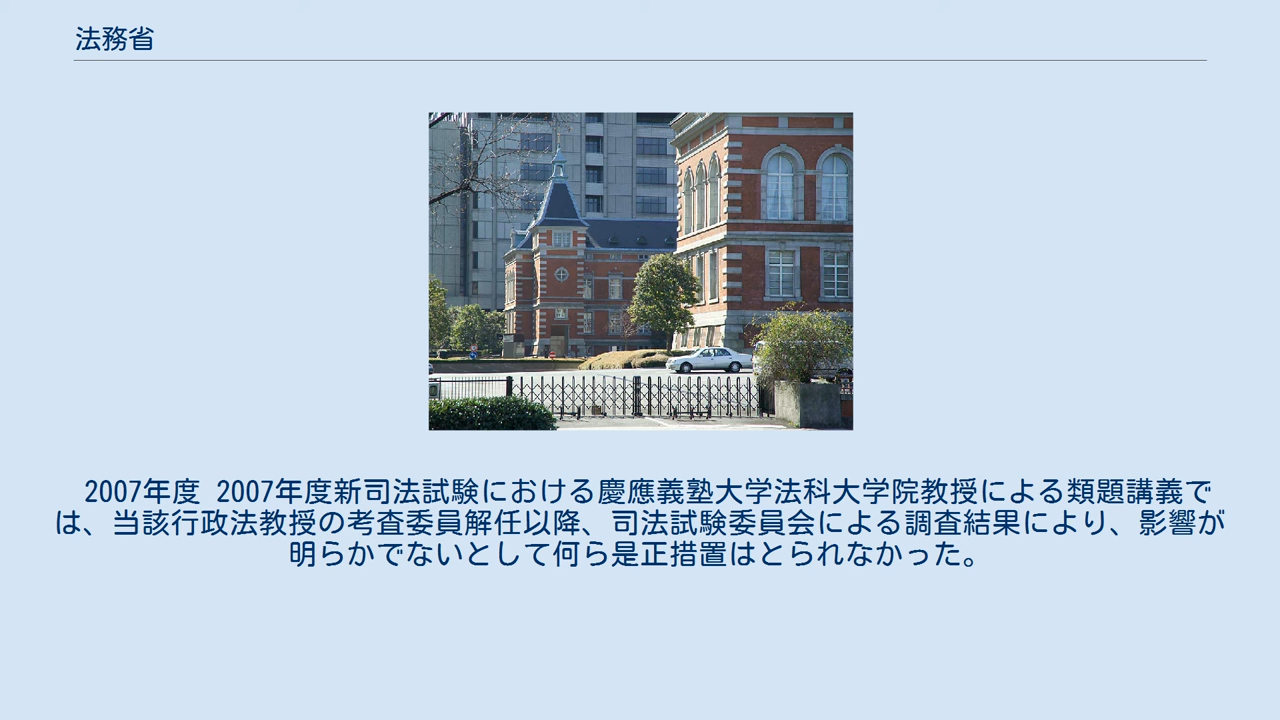 法務省
2007年度 2007年度新司法試験における慶應義塾大学法科大学院教授による類題講義で
は、当該行政法教授の考査委員解任以降、司法試験委員会による調査結果により、影響が
明らかでないとして何ら是正措置はとられなかった。